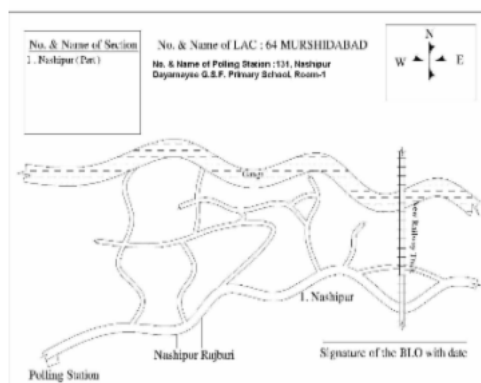 No. & Name of Section
1. Nashipur (Part)
No. & Name of LAC : 64 MURSHIDABAD
No. & Name of Polling Station :131, Nashipur
Dayamayee G.S.F. Primary School, Room-1
N
W E
S
Ganga
New Railway Track
1. Nashipur
Nashipur Rajbari
Polling Station
Signature of the BLO with date